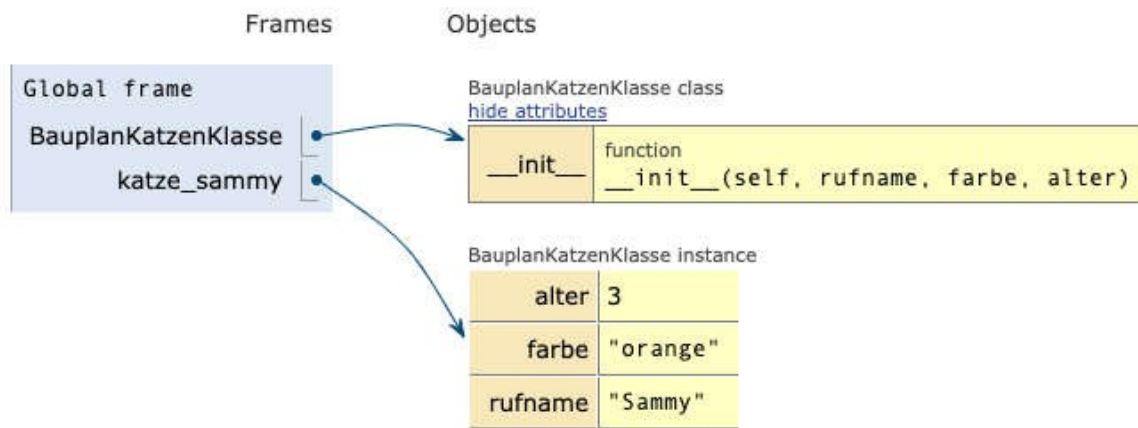 Frames Objects
Global frame
BauplanKatzenKlasse
katze_sammy
BauplanKatzenKlasse class
hide attributes
__init__ function
__init__(self, rufname, farbe, alter)
BauplanKatzenKlasse instance
alter 3
farbe "orange"
rufname "Sammy"